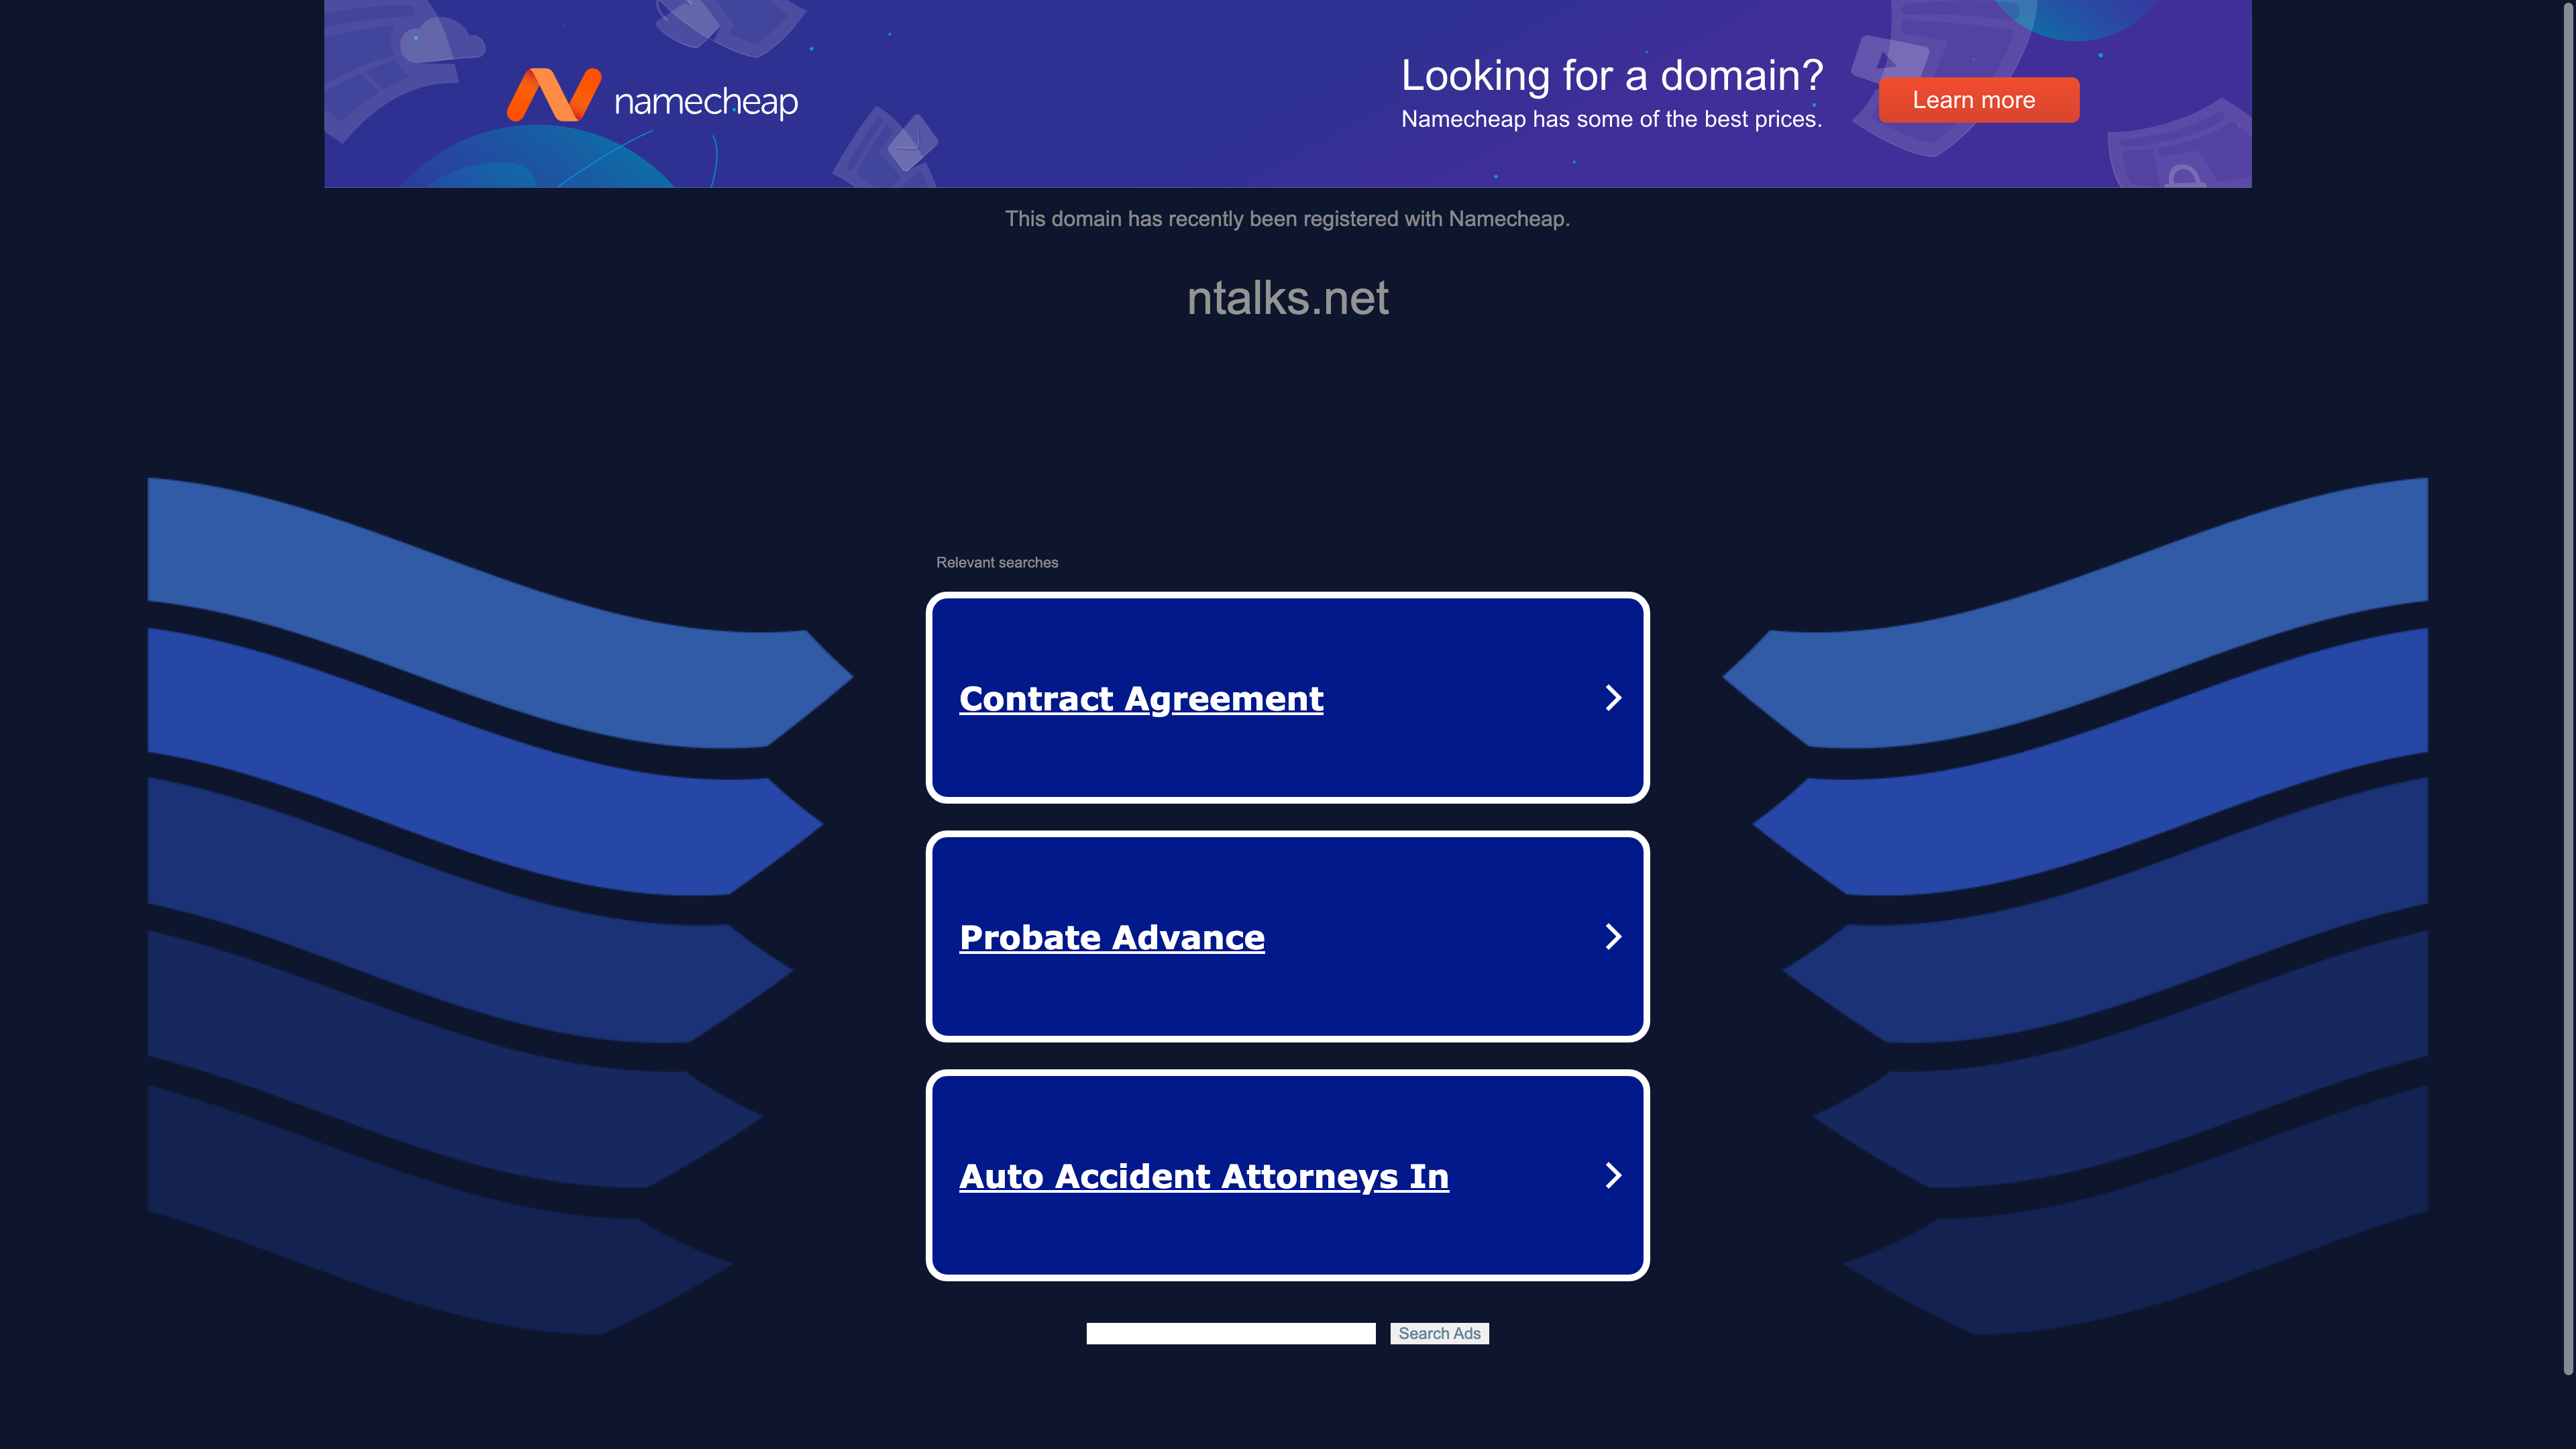 namecheap
Looking for a domain?
Namecheap has some of the best prices.
Learn more
This domain has recently been registered with Namecheap.
ntalks.net
Relevant searches
Contract Agreement
Probate Advance
Auto Accident Attorneys In
Search Ads